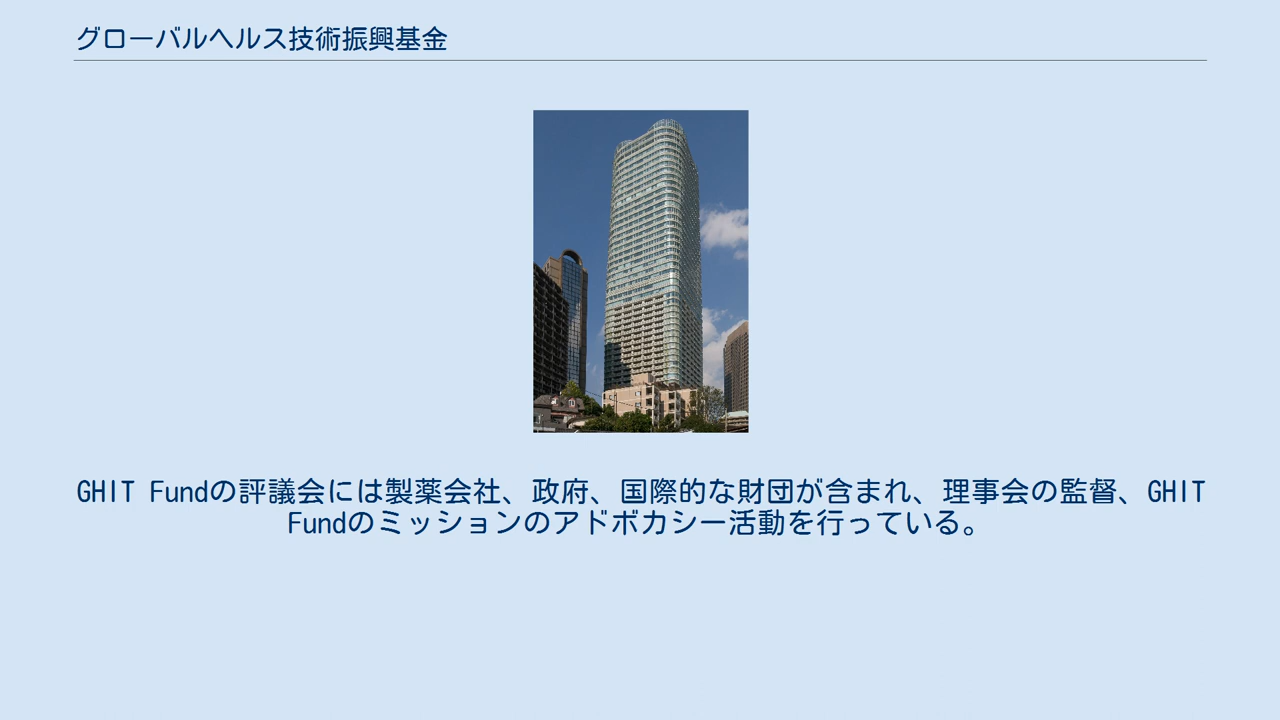 グローバルヘルス技術振興基金
GHIT Fundの評議会には製薬会社、政府、国際的な財団が含まれ、理事会の監督、GHIT
Fundのミッションのアドボカシー活動を行っている。